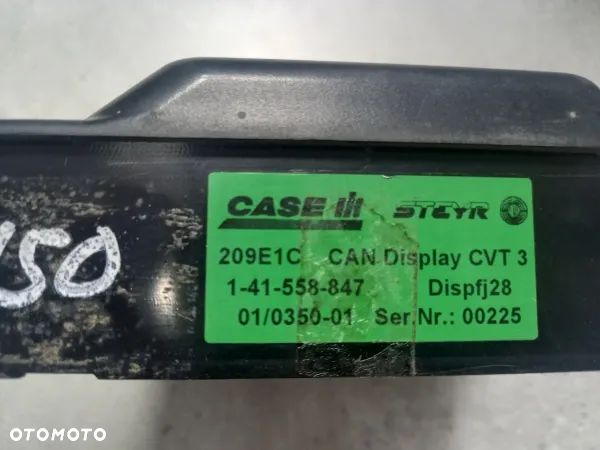 CASE IH STEYR
209E1C CAN Display CVT 3
1-41-558-847 Dispfj28
01/0350-01 Ser.Nr.: 00225
150
OTOMOTO